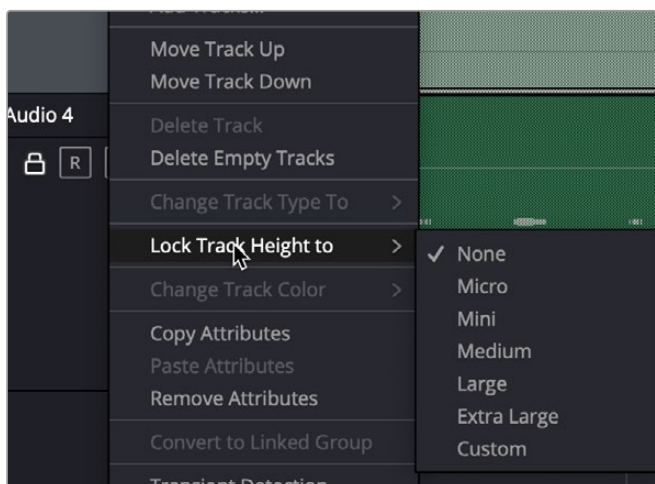 Move Track Up
Move Track Down
Audio 4
Delete Track
R
Delete Empty Tracks
Change Track Type To
Lock Track Height to
Change Track Color
Copy Attributes
Paste Attributes
Remove Attributes
Convert to Linked Group
None
Micro
Mini
Medium
Large
Extra Large
Custom